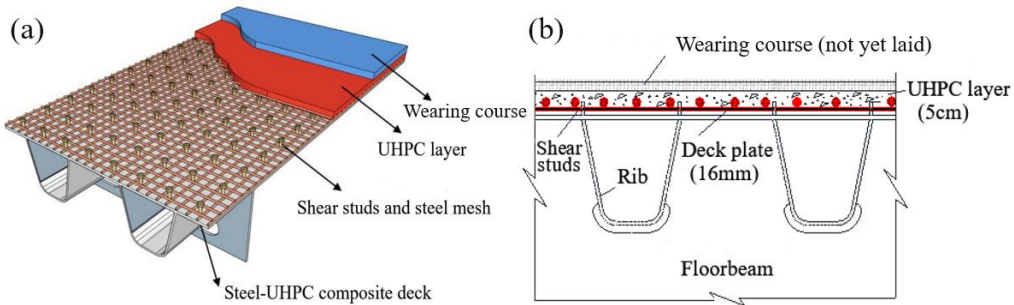 (a)
Wearing course
UHPC layer
Shear studs and steel mesh
Steel-UHPC composite deck
(b)
Wearing course (not yet laid)
UHPC layer
(5cm)
Shear
studs
Deck plate
(16mm)
Rib
Floorbeam